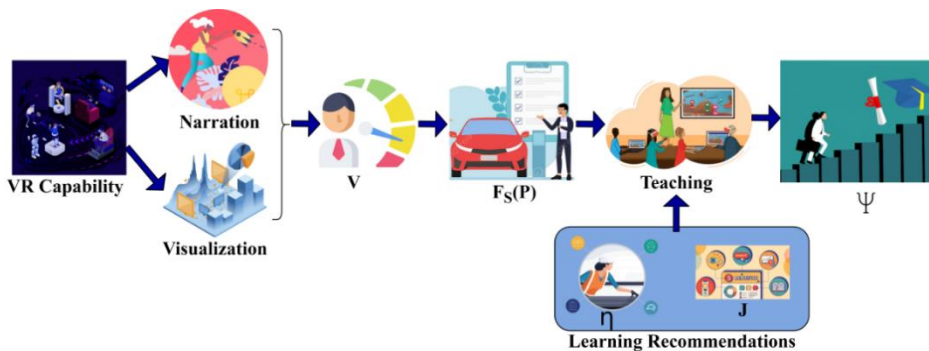 Narration
VR Capability
Visualization
V
F_S(P)
Teaching
Ψ
η
J
Learning Recommendations